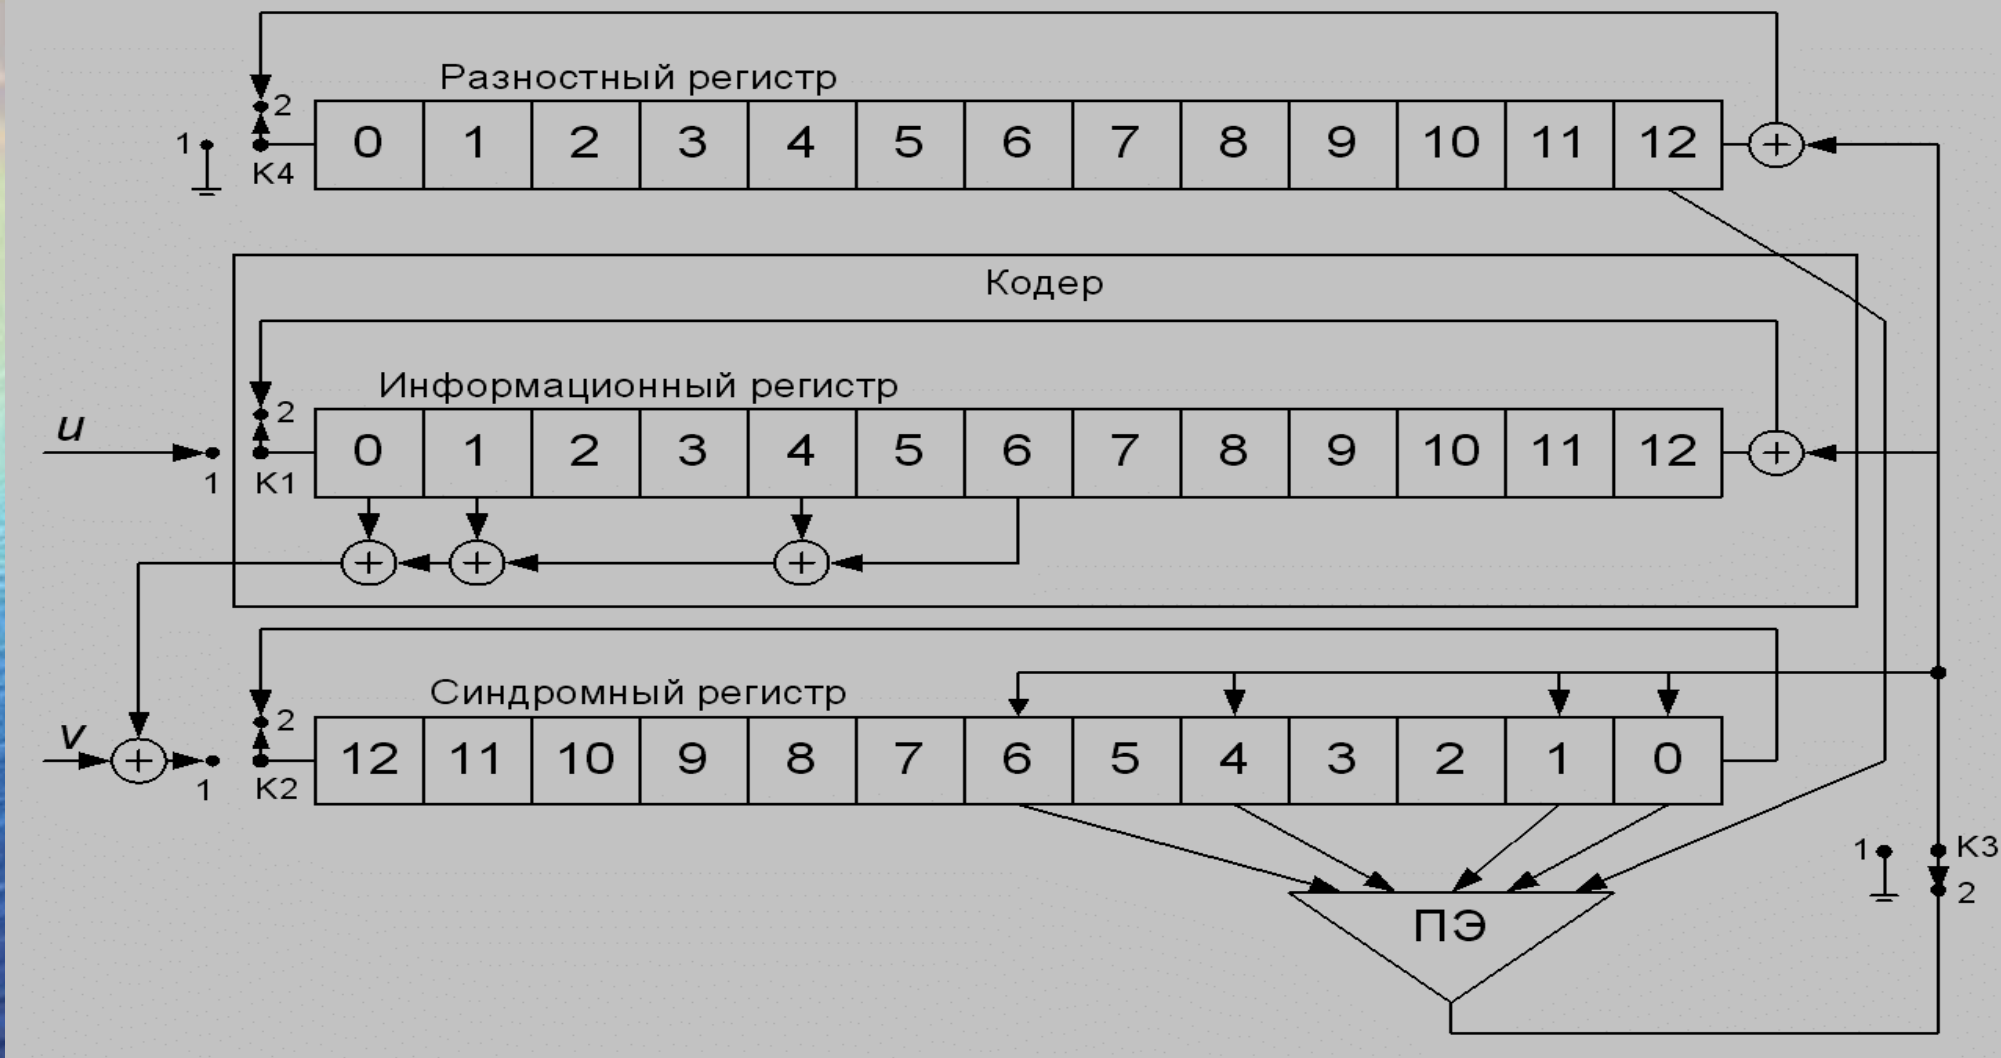 Разностный регистр
2
1
K4
0 1 2 3 4 5 6 7 8 9 10 11 12
+
Кодер
Информационный регистр
u
2
1
K1
0 1 2 3 4 5 6 7 8 9 10 11 12
+
+ + +
Синдромный регистр
v
+
2
1
K2
12 11 10 9 8 7 6 5 4 3 2 1 0
1
K3
2
ПЭ